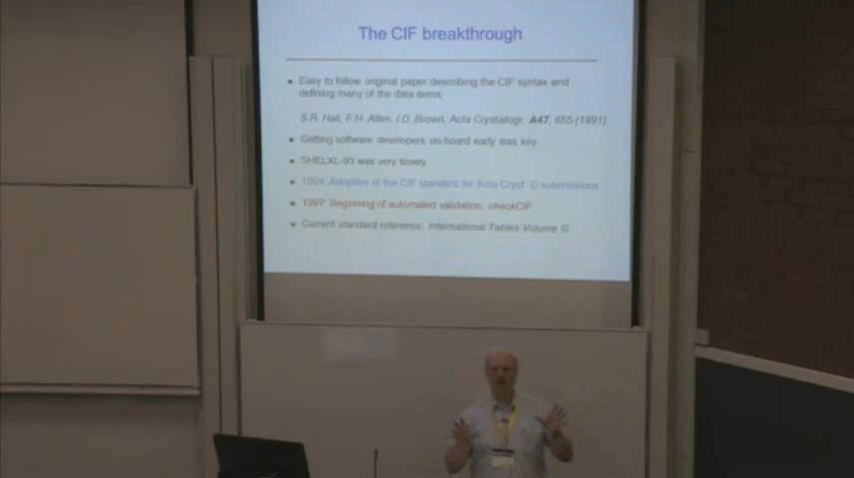 The CIF breakthrough
Easy to follow original paper describing the CIF syntax and
defining many of the data items.
S.R. Hall, F.H. Allen, I.D. Brown, Acta Crystallogr. A47, 655 (1991)
Getting software developers on-board early was key
SHELXL-93 was very timely
1994: Adoption of the CIF standard for Acta Cryst. C submissions
1997: Beginning of automated validation: checkCIF
Current standard reference: International Tables Volume G